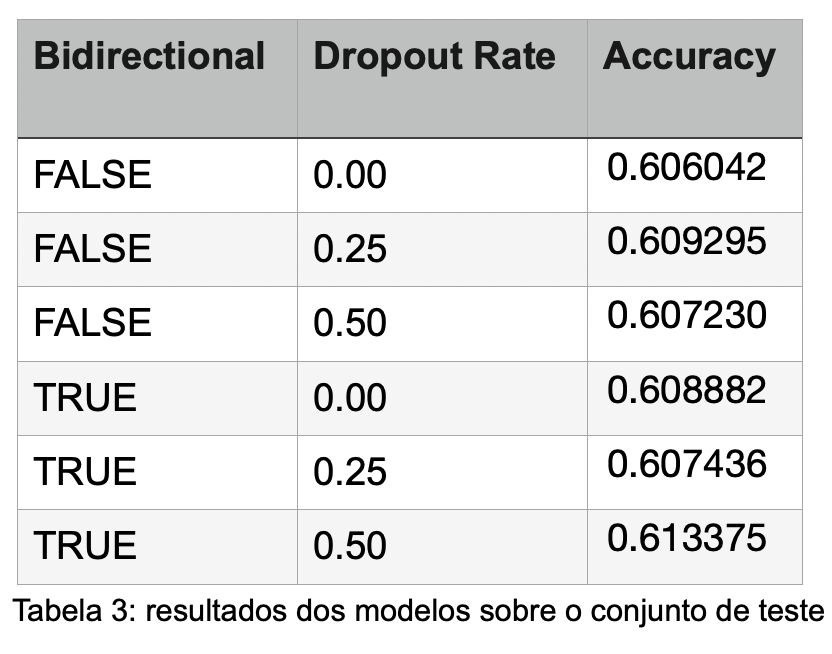 Bidirectional Dropout Rate Accuracy
FALSE 0.00 0.606042
FALSE 0.25 0.609295
FALSE 0.50 0.607230
TRUE 0.00 0.608882
TRUE 0.25 0.607436
TRUE 0.50 0.613375
Tabela 3: resultados dos modelos sobre o conjunto de teste